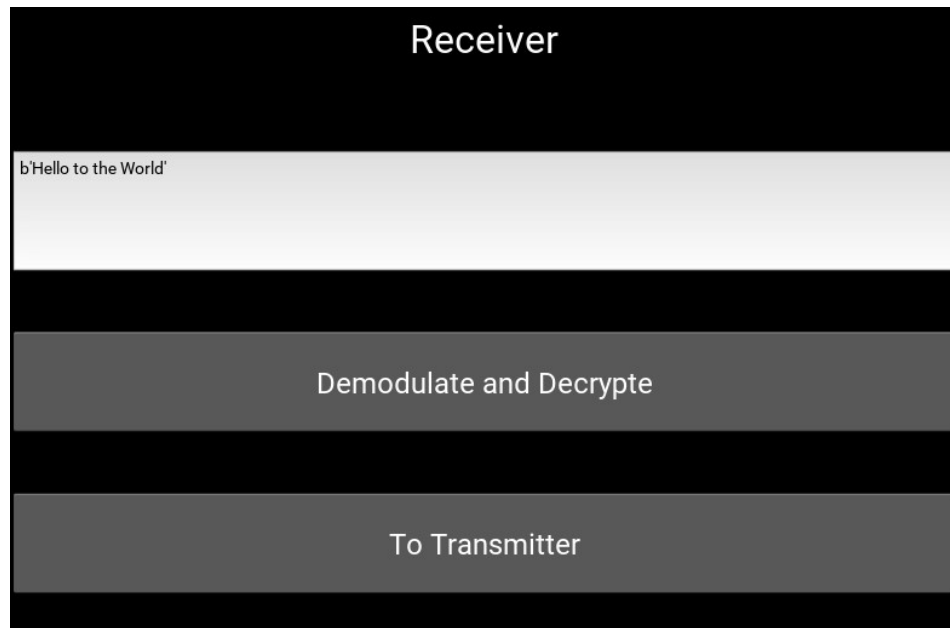 Receiver
b'Hello to the World'
Demodulate and Decrypte
To Transmitter